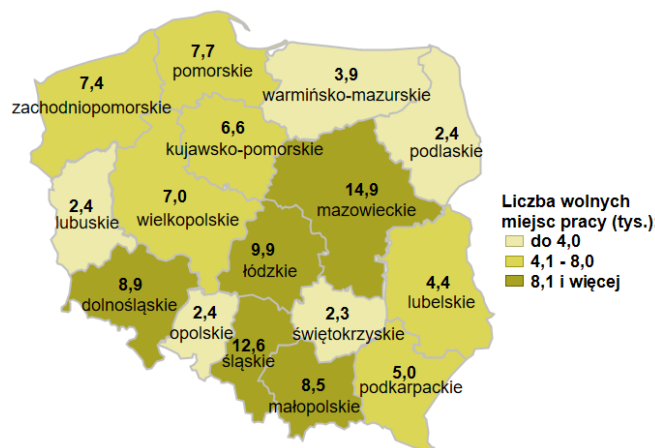 7,7
pomorskie
7,4
zachodniopomorskie
3,9
warmińsko-mazurskie
6,6
kujawsko-pomorskie
2,4
podlaskie
14,9
mazowieckie
2,4
lubuskie
7,0
wielkopolskie
Liczba wolnych
miejsc pracy (tys.):
do 4,0
4,1 - 8,0
8,1 i więcej
9,9
łódzkie
8,9
dolnośląskie
4,4
lubelskie
2,4
opolskie
2,3
świętokrzyskie
12,6
śląskie
8,5
małopolskie
5,0
podkarpackie